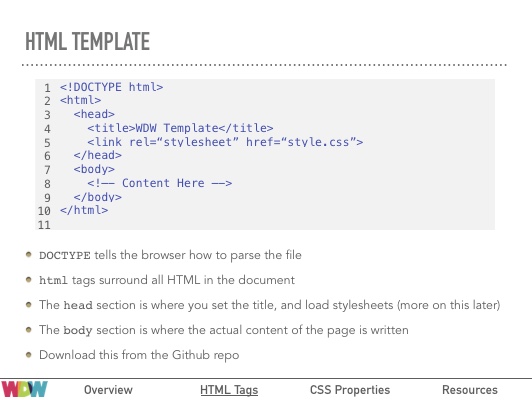 HTML TEMPLATE
1 <!DOCTYPE html>
2 <html>
3   <head>
4     <title>WDW Template</title>
5     <link rel=“stylesheet” href=“style.css”>
6   </head>
7   <body>
8     <!–– Content Here ––>
9   </body>
10 </html>
11
DOCTYPE tells the browser how to parse the file
html tags surround all HTML in the document
The head section is where you set the title, and load stylesheets (more on this later)
The body section is where the actual content of the page is written
Download this from the Github repo
WDW Overview HTML Tags CSS Properties Resources